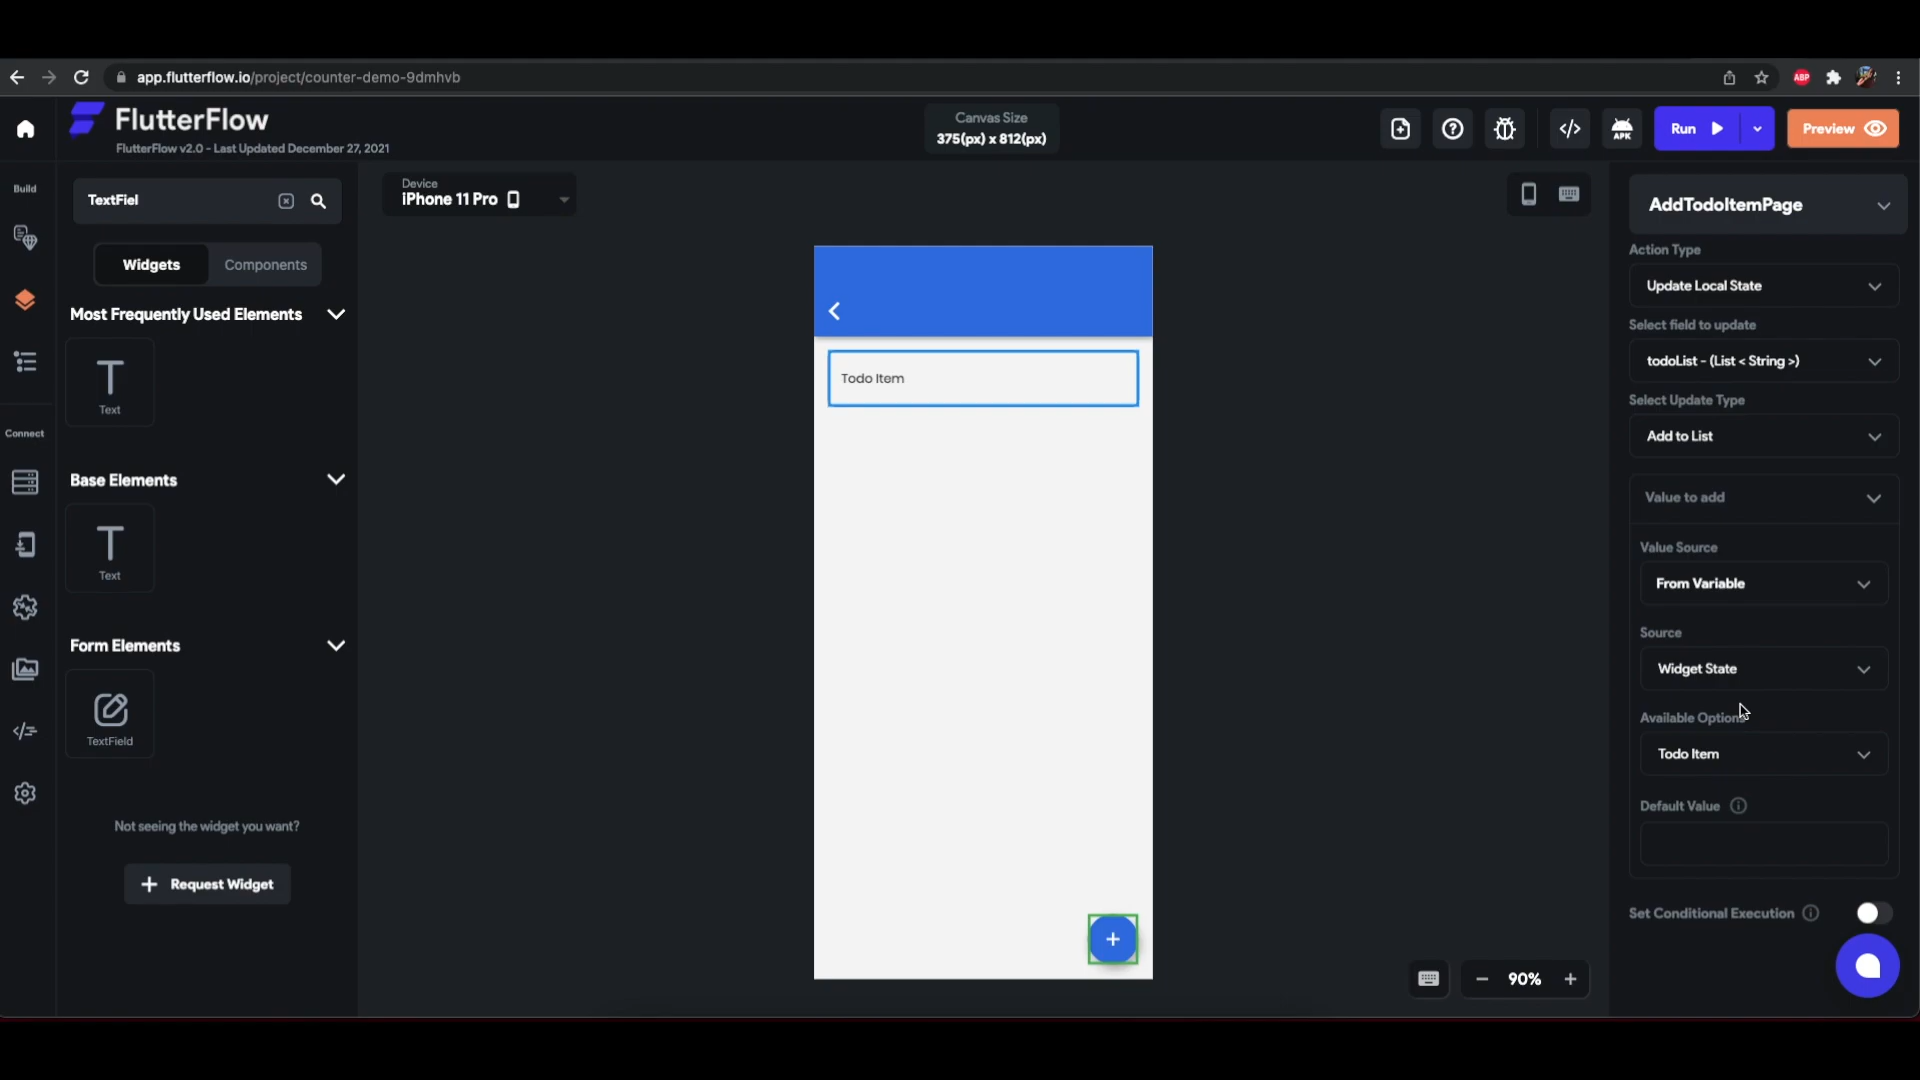 app.flutterflow.io/project/counter-demo-9dmhvb
ABP
FlutterFlow
FlutterFlow v2.0 - Last Updated December 27, 2021
Canvas Size
375(px) x 812(px)
APK
Run
Preview
Build
Connect
TextFiel
Widgets
Components
Most Frequently Used Elements
Text
Base Elements
Text
Form Elements
TextField
Not seeing the widget you want?
+ Request Widget
Device
iPhone 11 Pro
Todo Item
90%
AddTodoItemPage
Action Type
Update Local State
Select field to update
todoList - (List < String >)
Select Update Type
Add to List
Value to add
Value Source
From Variable
Source
Widget State
Available Options
Todo Item
Default Value
Set Conditional Execution